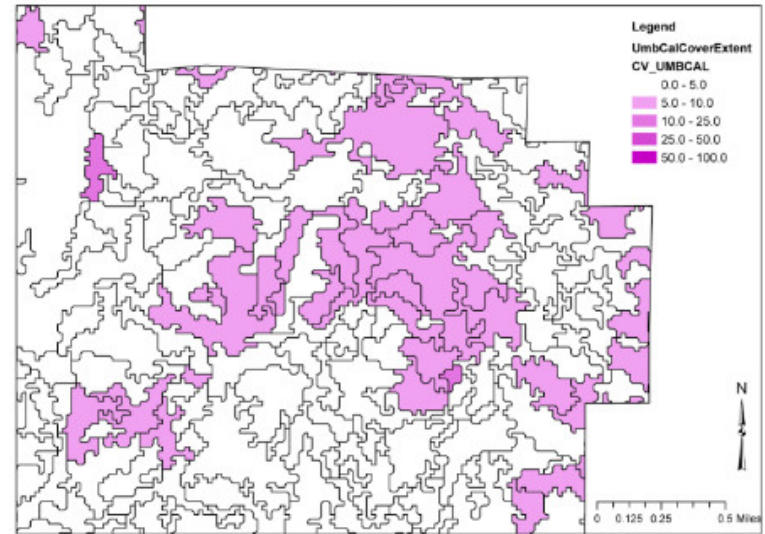 Legend
UmbCalCoverExtent
CV_UMBCAL
0.0 - 5.0
5.0 - 10.0
10.0 - 25.0
25.0 - 50.0
50.0 - 100.0
N
0 0.125 0.25 0.5 Miles